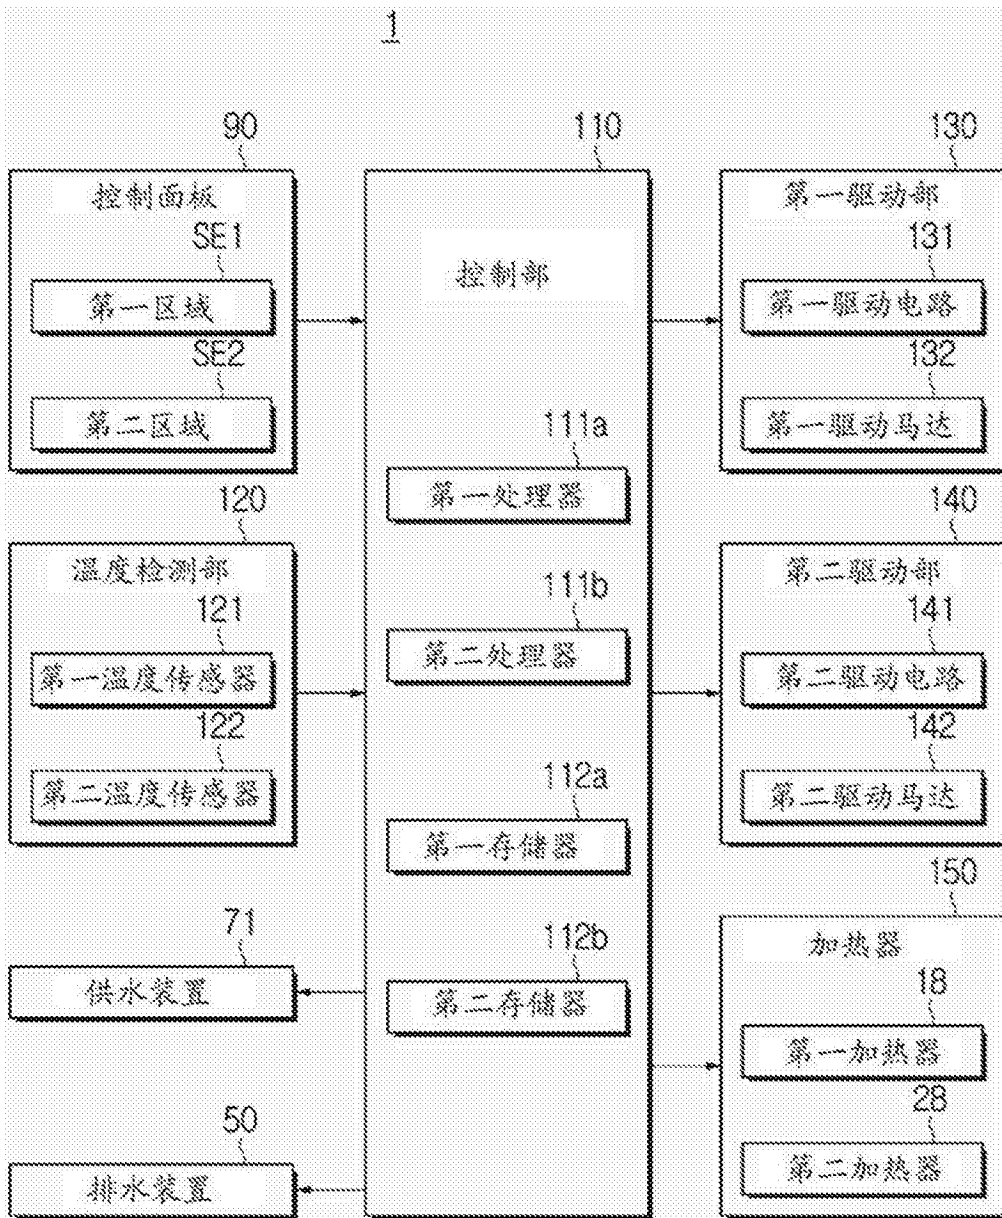 1
90
控制面板
SE1
第一区域
SE2
第二区域
120
温度检测部
121
第一温度传感器
122
第二温度传感器
71
供水装置
50
排水装置
110
控制部
111a
第一处理器
111b
第二处理器
112a
第一存储器
112b
第二存储器
130
第一驱动部
131
第一驱动电路
132
第一驱动马达
140
第二驱动部
141
第二驱动电路
142
第二驱动马达
150
加热器
18
第一加热器
28
第二加热器